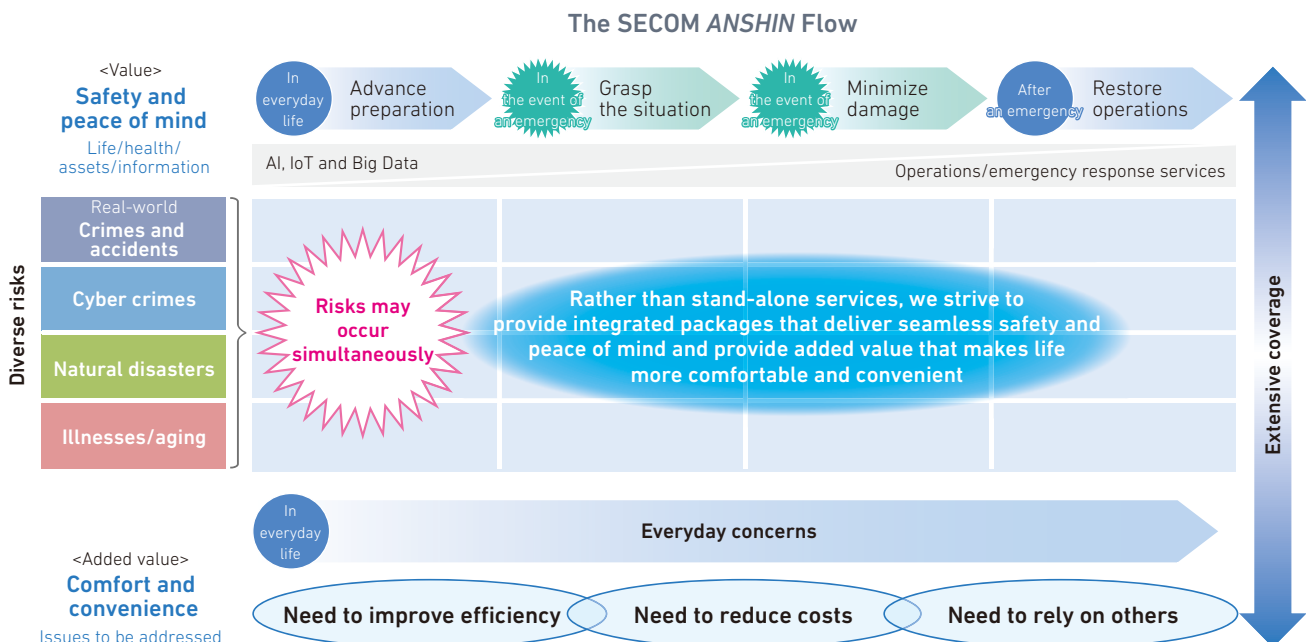 The SECOM ANSHIN Flow
<Value>
Safety and
peace of mind
Life/health/
assets/information
In
everyday
life
Advance
preparation
In
the event of
an emergency
Grasp
the situation
In
the event of
an emergency
Minimize
damage
After
an emergency
Restore
operations
AI, IoT and Big Data
Operations/emergency response services
Diverse risks
Real-world
Crimes and
accidents
Cyber crimes
Natural disasters
Illnesses/aging
Risks may
occur
simultaneously
Rather than stand-alone services, we strive to
provide integrated packages that deliver seamless safety and
peace of mind and provide added value that makes life
more comfortable and convenient
Extensive coverage
In
everyday
life
Everyday concerns
<Added value>
Comfort and
convenience
Issues to be addressed
Need to improve efficiency
Need to reduce costs
Need to rely on others